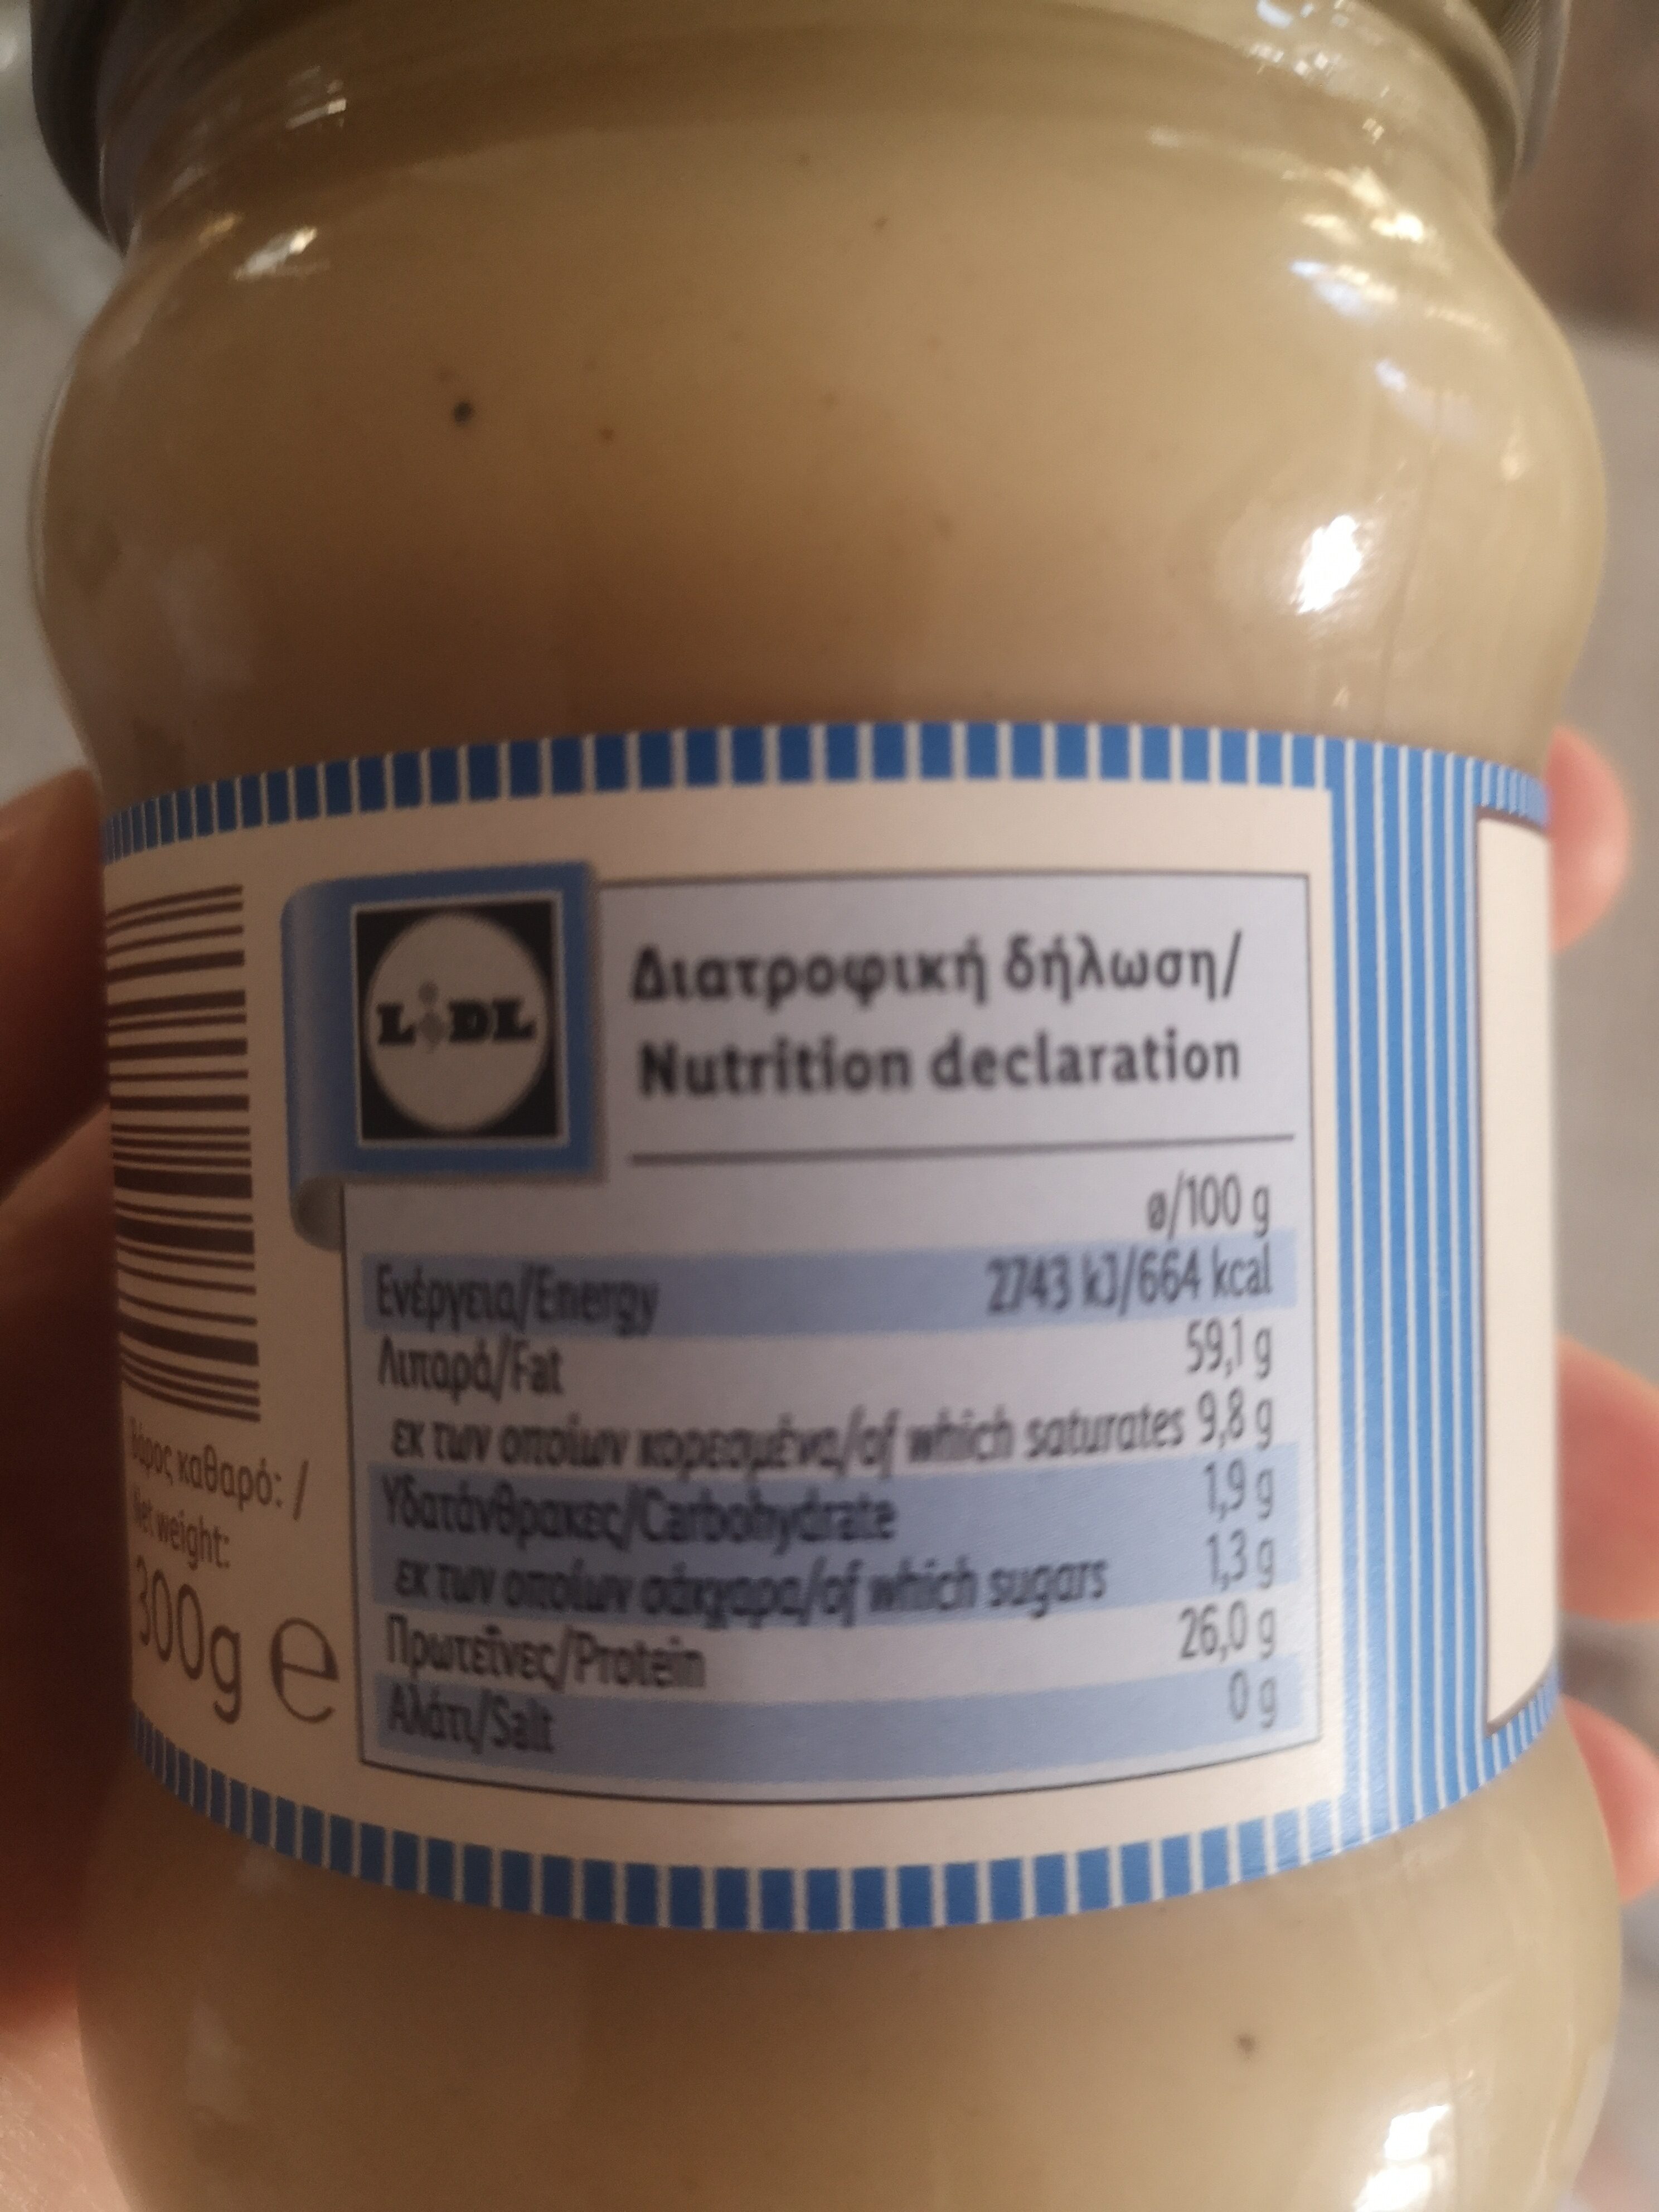 LIDL
Διατροφική δήλωση/
Nutrition declaration
ø/100 g
Ενέργεια/Energy 2743 kJ/664 kcal
Λιπαρά/Fat 59,1 g
εκ των οποίων κορεσμένα/of which saturates 9,8 g
Υδατάνθρακες/Carbohydrate 1,9 g
εκ των οποίων σάκχαρα/of which sugars 1,3 g
Πρωτεΐνες/Protein 26,0 g
Αλάτι/Salt 0 g
Βάρος καθαρό: /
Net weight:
300g e